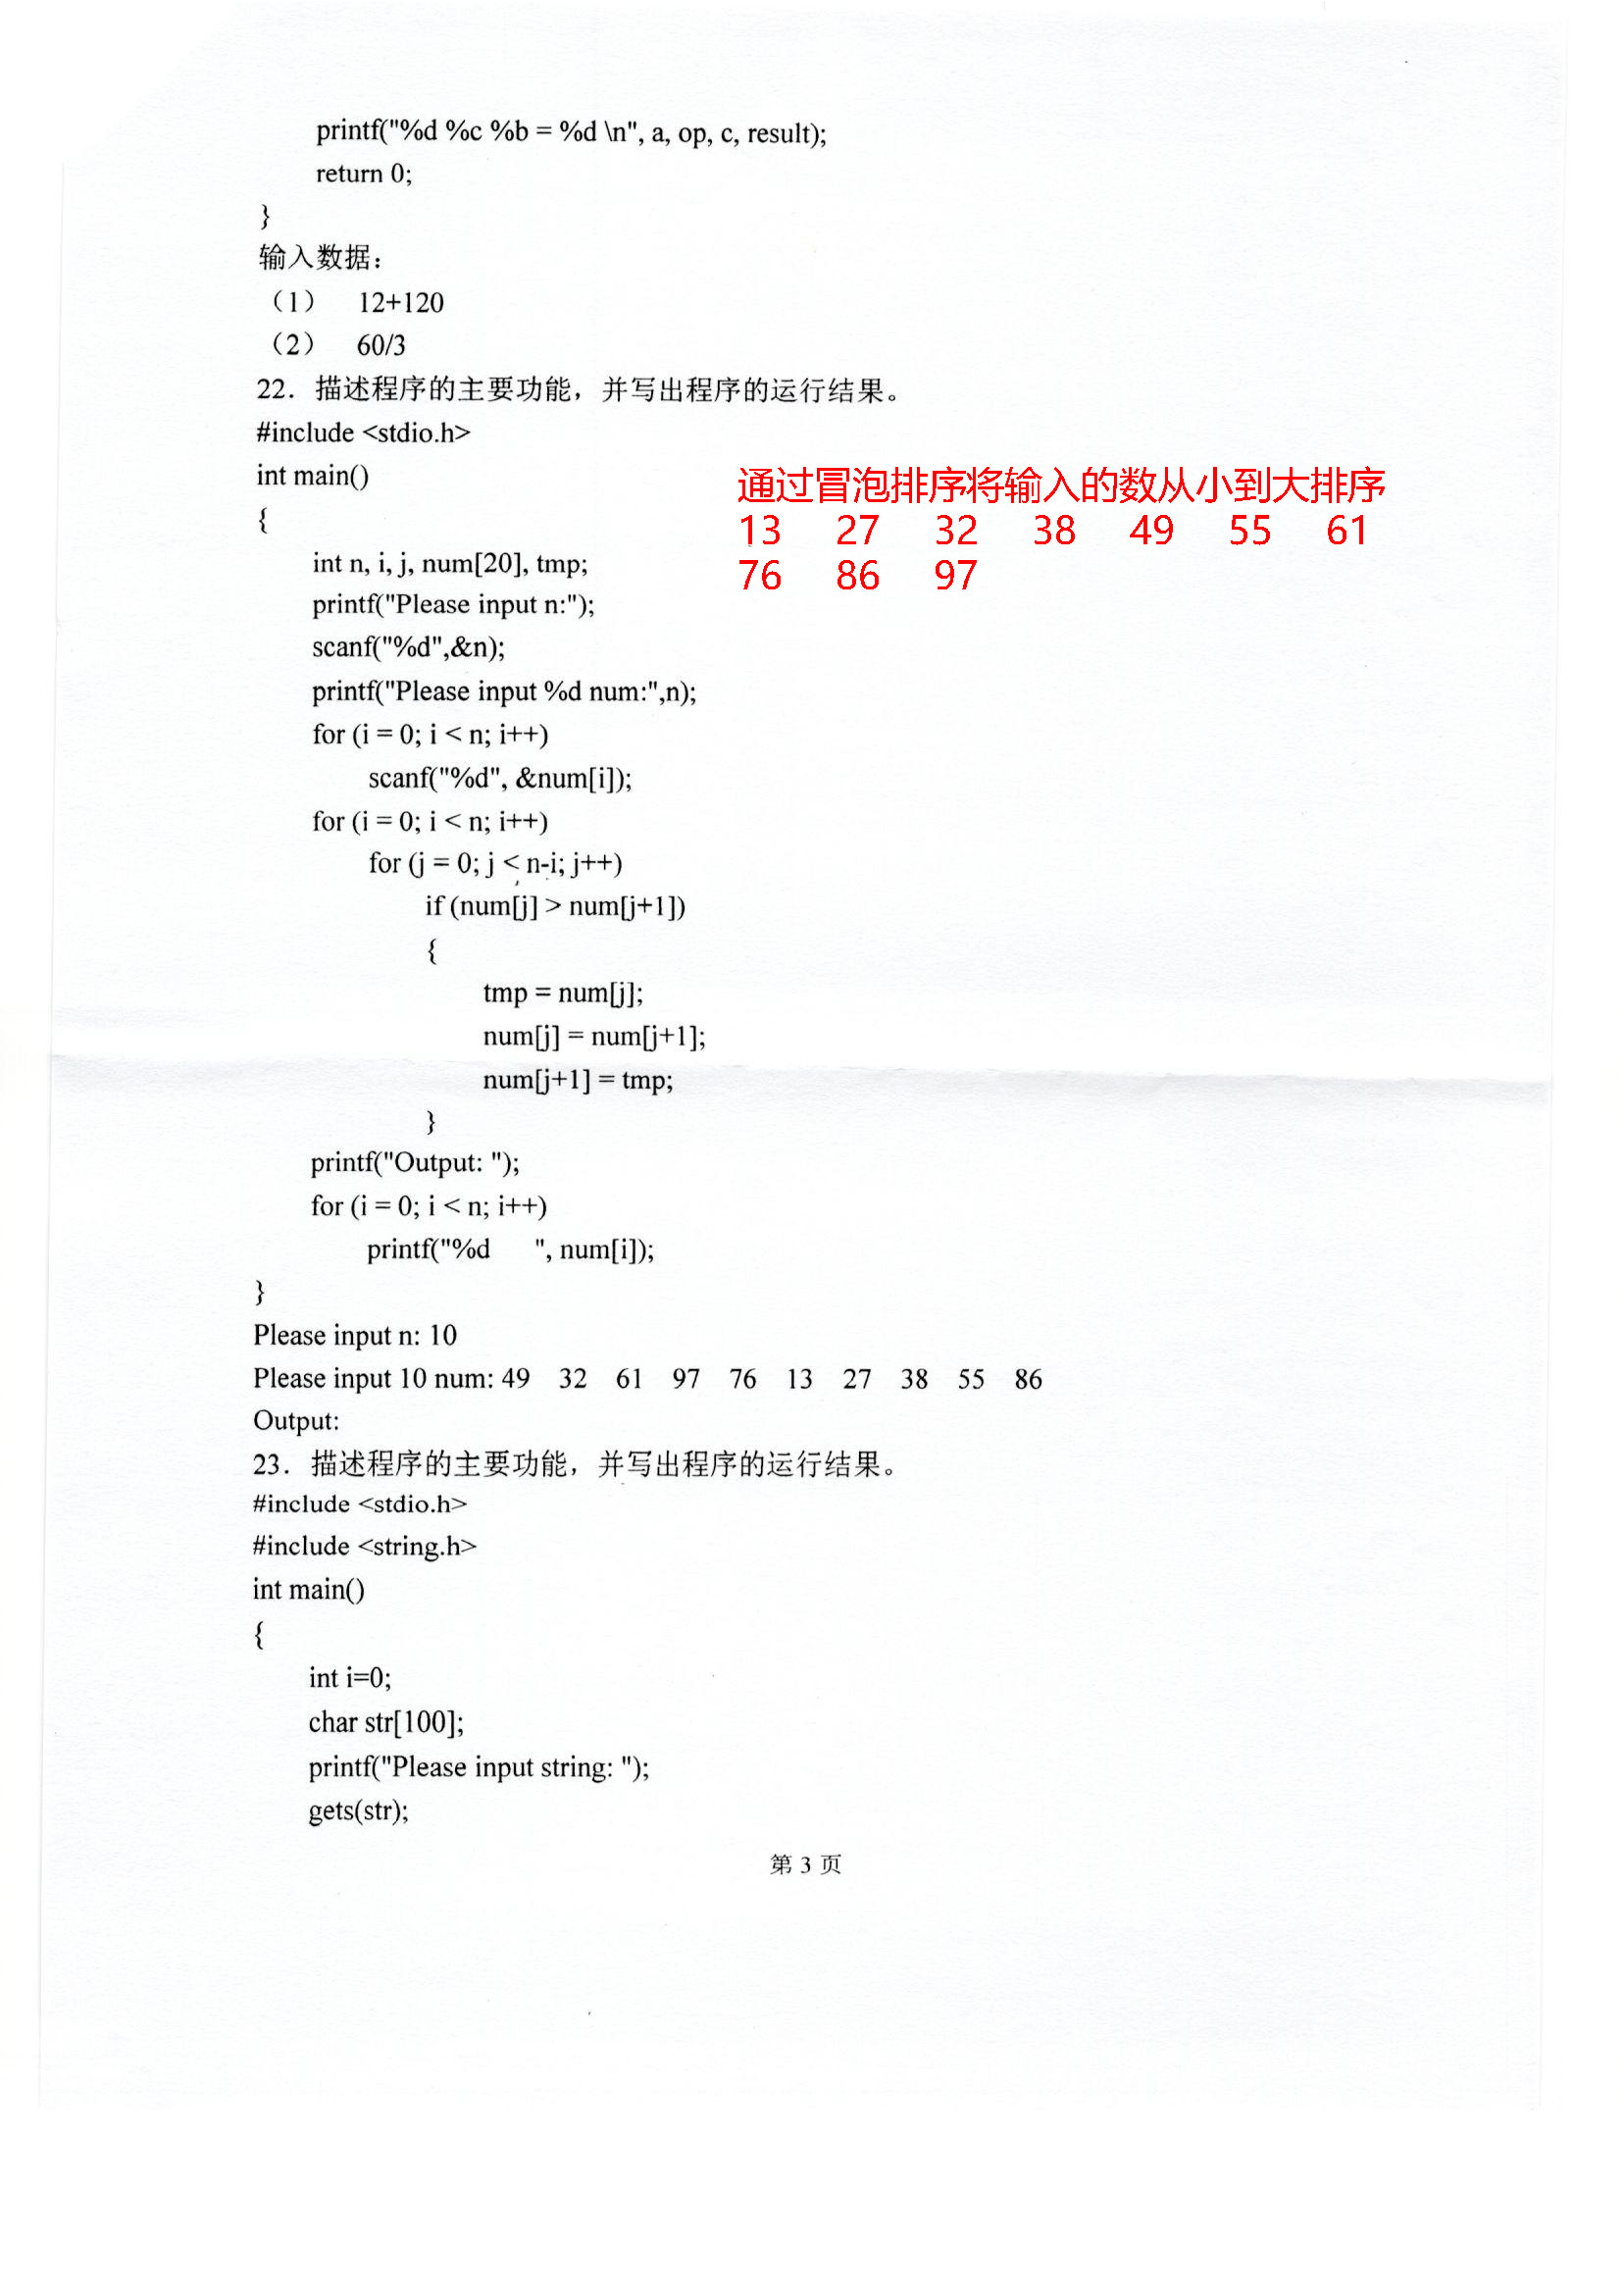 printf("%d %c %b = %d \n", a, op, c, result);
return 0;
}
输入数据：
（1） 12+120
（2） 60/3
22．描述程序的主要功能，并写出程序的运行结果。
#include <stdio.h>
int main()
{
通过冒泡排序将输入的数从小到大排序
13 27 32 38 49 55 61
76 86 97
int n, i, j, num[20], tmp;
printf("Please input n:");
scanf("%d",&n);
printf("Please input %d num:",n);
for (i = 0; i < n; i++)
scanf("%d", &num[i]);
for (i = 0; i < n; i++)
for (j = 0; j < n-i; j++)
if (num[j] > num[j+1])
{
tmp = num[j];
num[j] = num[j+1];
num[j+1] = tmp;
}
printf("Output: ");
for (i = 0; i < n; i++)
printf("%d      ", num[i]);
}
Please input n: 10
Please input 10 num: 49 32 61 97 76 13 27 38 55 86
Output:
23．描述程序的主要功能，并写出程序的运行结果。
#include <stdio.h>
#include <string.h>
int main()
{
int i=0;
char str[100];
printf("Please input string: ");
gets(str);
第 3 页